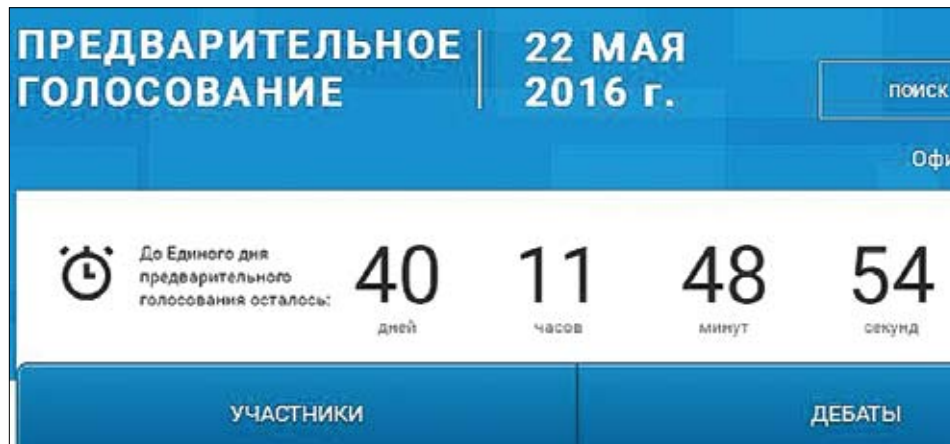 ПРЕДВАРИТЕЛЬНОЕ
ГОЛОСОВАНИЕ
22 МАЯ
2016 г.
ПОИСК
До Единого дня
предварительного
голосования осталось:
40
дней
11
часов
48
минут
54
секунд
УЧАСТНИКИ
ДЕБАТЫ